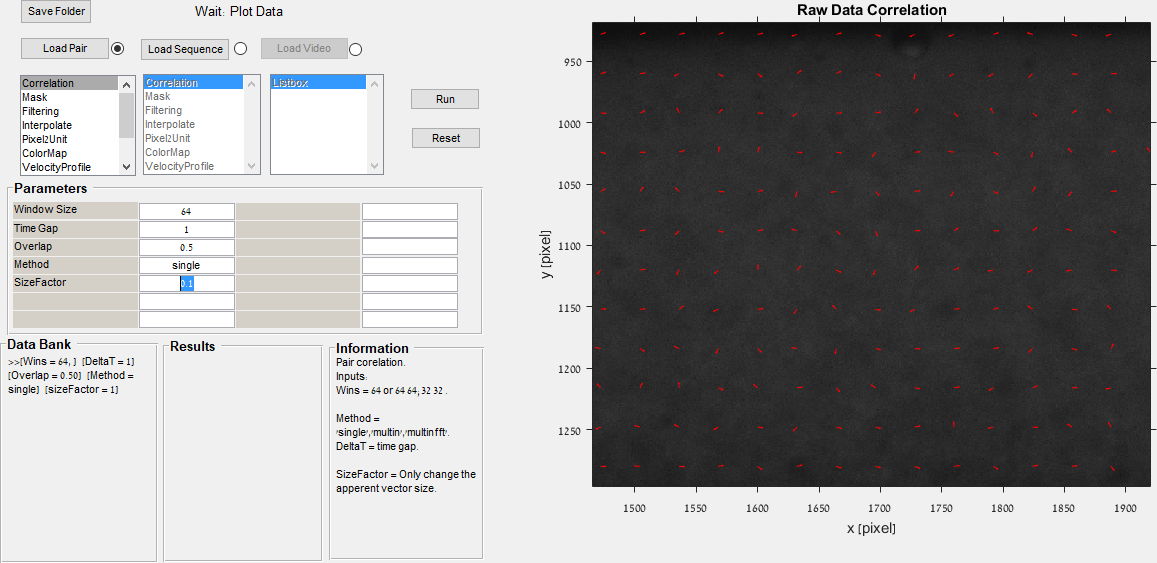 Save Folder
Wait: Plot Data
Load Pair
Load Sequence
Load Video
Correlation
Mask
Filtering
Interpolate
Pixel2Unit
ColorMap
VelocityProfile
Correlation
Mask
Filtering
Interpolate
Pixel2Unit
ColorMap
VelocityProfile
Listbox
Run
Reset
Parameters
Window Size 64
Time Gap 1
Overlap 0.5
Method single
SizeFactor 0.1
Data Bank
>>[Wins = 64, ] [DeltaT = 1]
[Overlap = 0.50] [Method =
single] [sizeFactor = 1]
Results
Information
Pair corelation.
Inputs:
Wins = 64 or 64 64; 32 32 .
Method =
'single','multin','multinfft'.
DeltaT = time gap.
SizeFactor = Only change the
apperent vector size.
Raw Data Correlation
950
1000
1050
1100
1150
1200
1250
y [pixel]
1500 1550 1600 1650 1700 1750 1800 1850 1900
x [pixel]